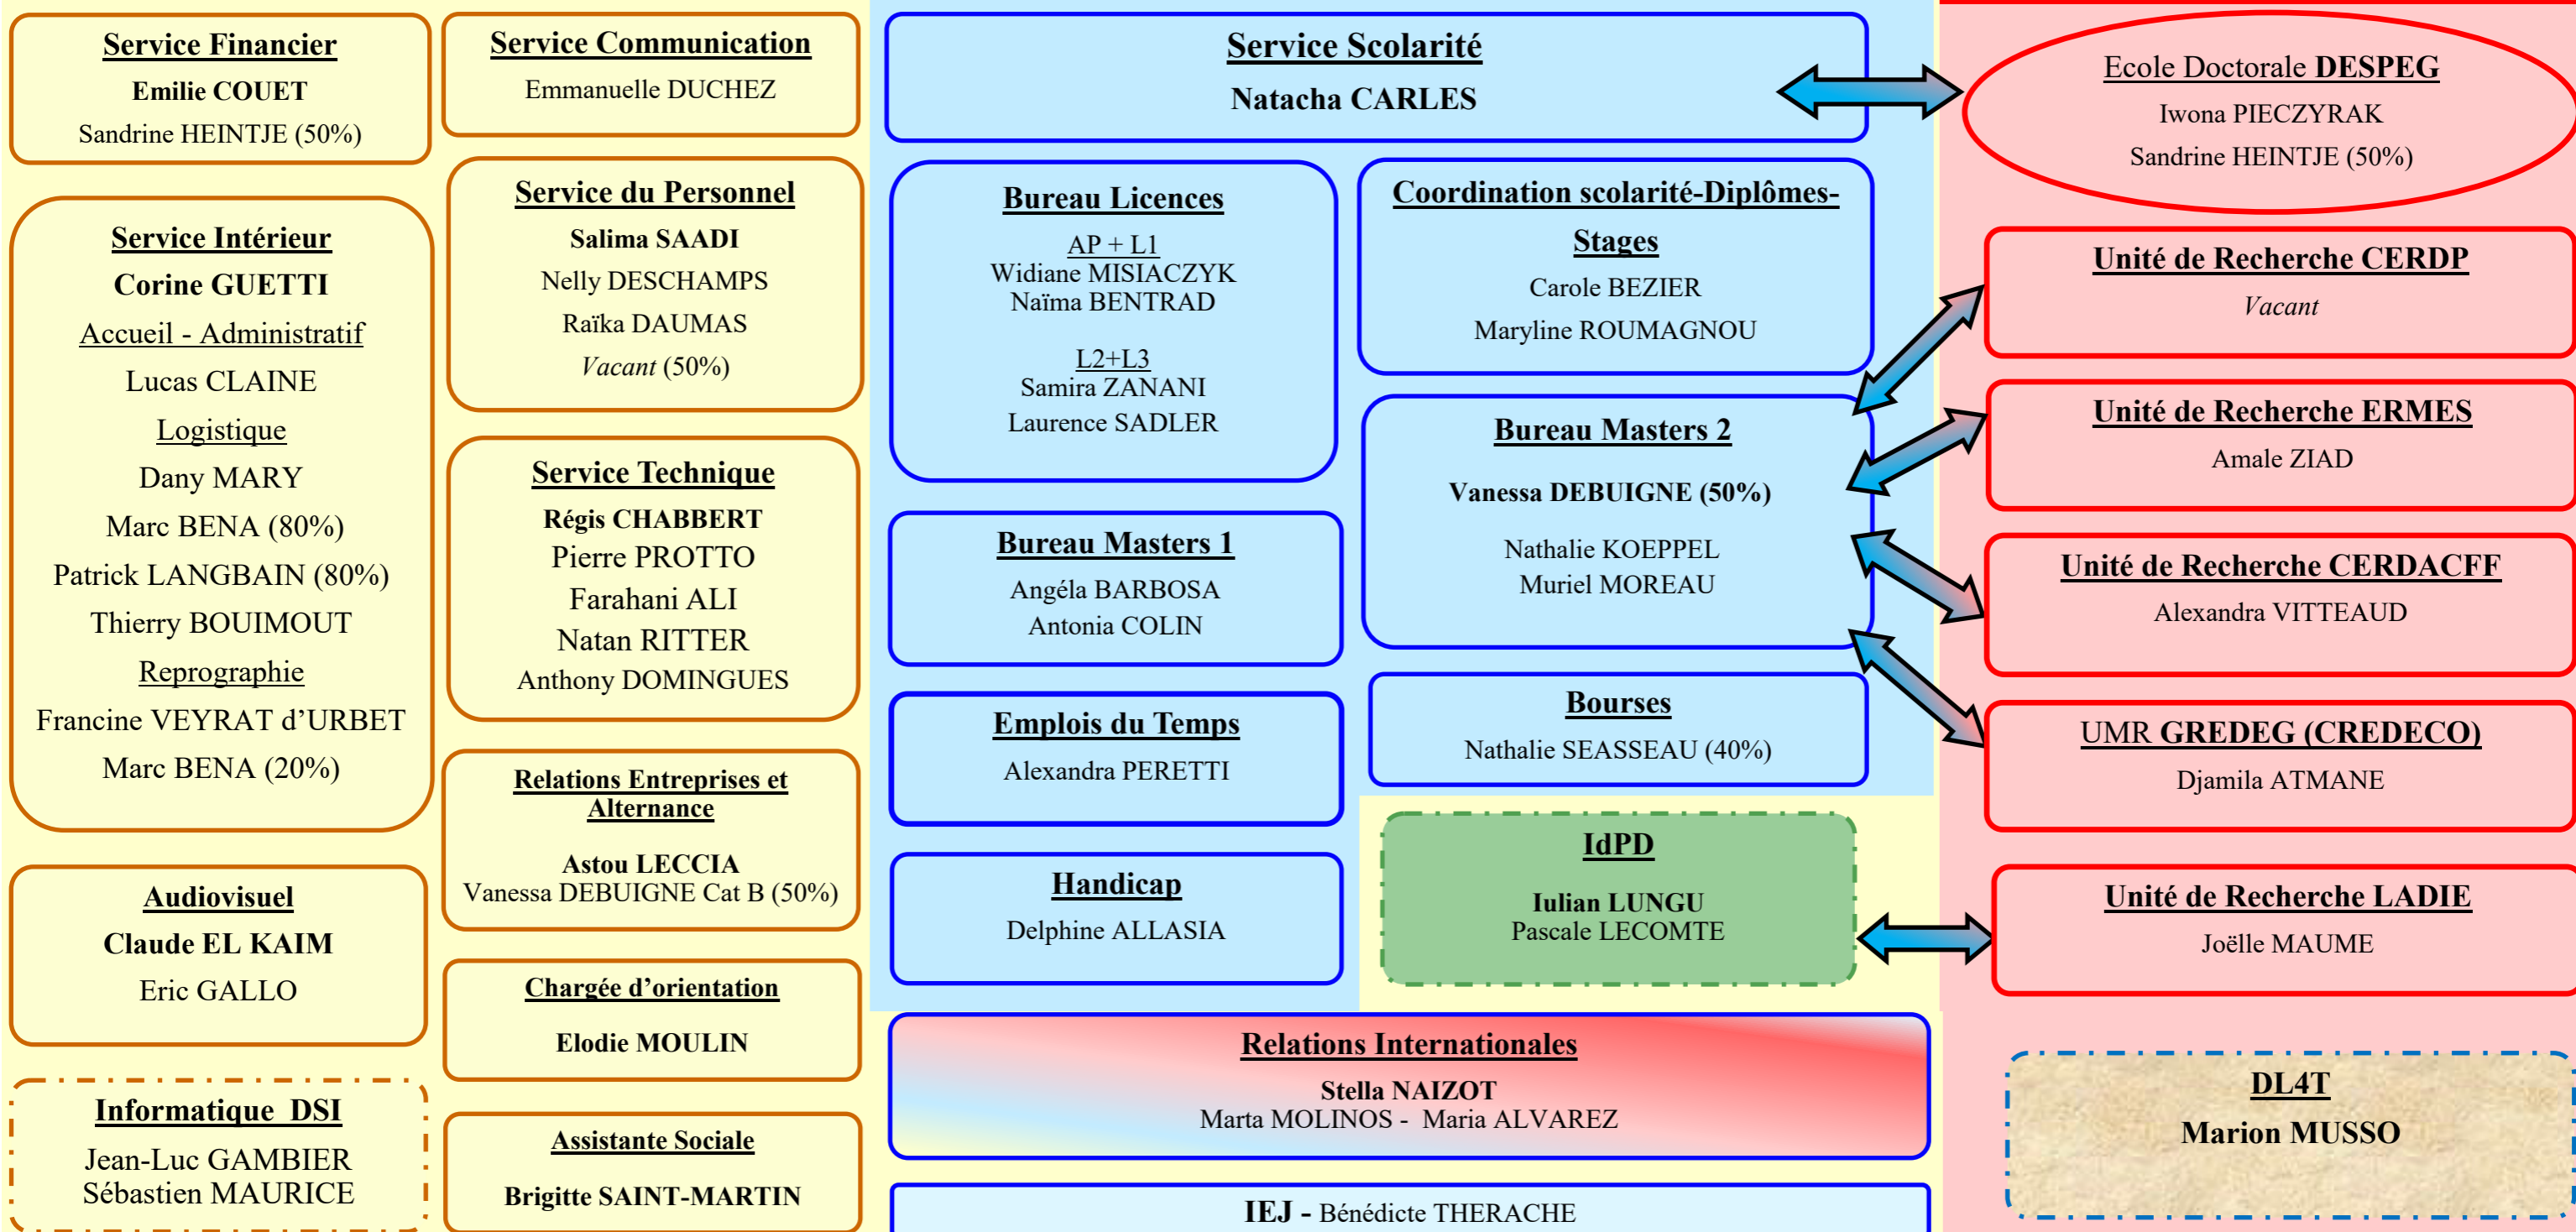 Service Financier
Emilie COUET
Sandrine HEINTJE (50%)
Service Intérieur
Corine GUETTI
Accueil - Administratif
Lucas CLAINE
Logistique
Dany MARY
Marc BENA (80%)
Patrick LANGBAIN (80%)
Thierry BOUIMOUT
Reprographie
Francine VEYRAT d’URBET
Marc BENA (20%)
Audiovisuel
Claude EL KAIM
Eric GALLO
Informatique DSI
Jean-Luc GAMBIER
Sébastien MAURICE
Service Communication
Emmanuelle DUCHEZ
Service du Personnel
Salima SAADI
Nelly DESCHAMPS
Raïka DAUMAS
Vacant (50%)
Service Technique
Régis CHABBERT
Pierre PROTTO
Farahani ALI
Natan RITTER
Anthony DOMINGUES
Relations Entreprises et
Alternance
Astou LECCIA
Vanessa DEBUIGNE Cat B (50%)
Chargée d’orientation
Elodie MOULIN
Assistante Sociale
Brigitte SAINT-MARTIN
Service Scolarité
Natacha CARLES
Bureau Licences
AP + L1
Widiane MISIACZYK
Naïma BENTRAD
L2+L3
Samira ZANANI
Laurence SADLER
Bureau Masters 1
Angéla BARBOSA
Antonia COLIN
Emplois du Temps
Alexandra PERETTI
Handicap
Delphine ALLASIA
Coordination scolarité-Diplômes-
Stages
Carole BEZIER
Maryline ROUMAGNOU
Bureau Masters 2
Vanessa DEBUIGNE (50%)
Nathalie KOEPPEL
Muriel MOREAU
Bourses
Nathalie SEASSEAU (40%)
IdPD
Iulian LUNGU
Pascale LECOMTE
Relations Internationales
Stella NAIZOT
Marta MOLINOS - Maria ALVAREZ
IEJ - Bénédicte THERACHE
Ecole Doctorale DESPEG
Iwona PIECZYRAK
Sandrine HEINTJE (50%)
Unité de Recherche CERDP
Vacant
Unité de Recherche ERMES
Amale ZIAD
Unité de Recherche CERDACFF
Alexandra VITTEAUD
UMR GREDEG (CREDECO)
Djamila ATMANE
Unité de Recherche LADIE
Joëlle MAUME
DL4T
Marion MUSSO